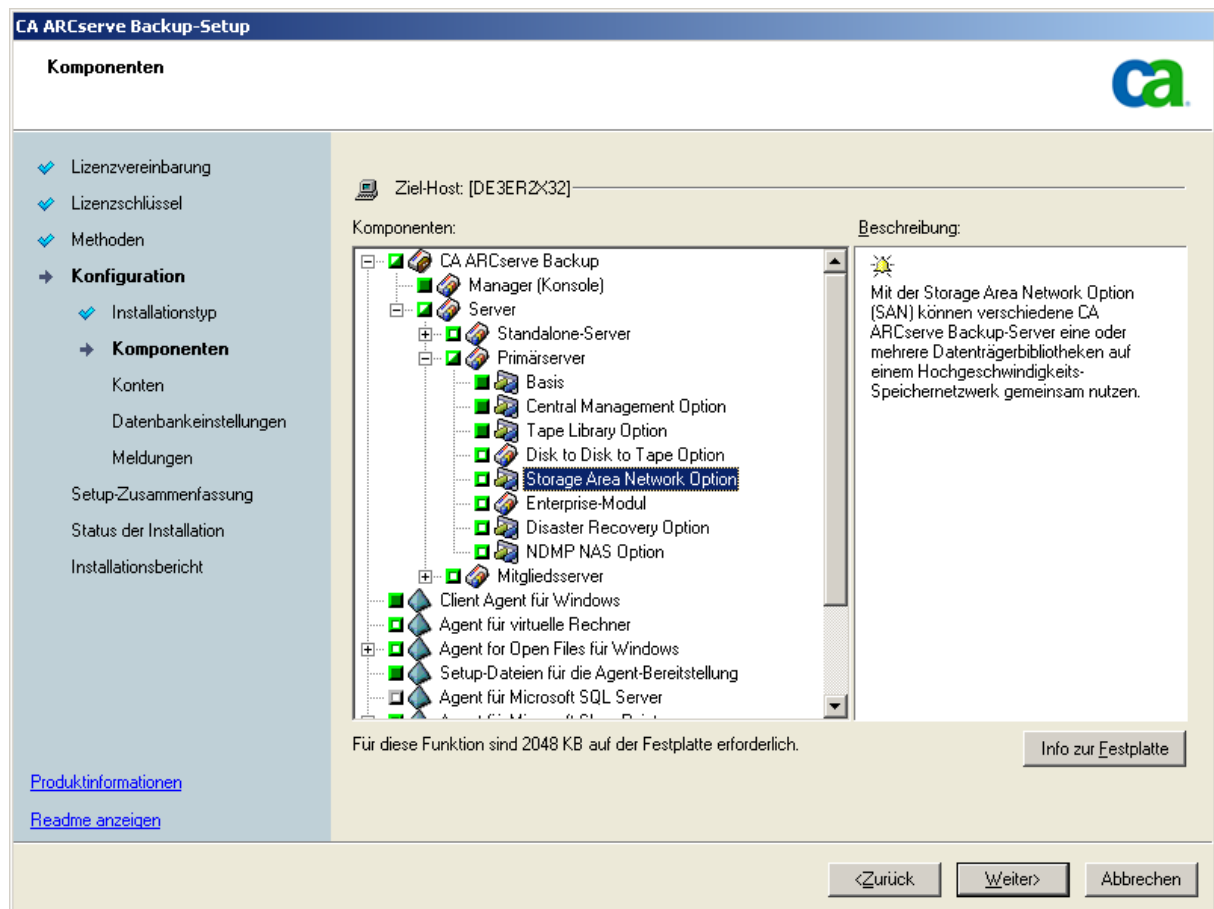 CA ARCserve Backup-Setup
Komponenten
ca
Lizenzvereinbarung
Lizenzschlüssel
Methoden
Konfiguration
Installationstyp
Komponenten
Konten
Datenbankeinstellungen
Meldungen
Setup-Zusammenfassung
Status der Installation
Installationsbericht
Produktinformationen
Readme anzeigen
Ziel-Host: [DE3ER2X32]
Komponenten:
CA ARCserve Backup
Manager (Konsole)
Server
Standalone-Server
Primärserver
Basis
Central Management Option
Tape Library Option
Disk to Disk to Tape Option
Storage Area Network Option
Enterprise-Modul
Disaster Recovery Option
NDMP NAS Option
Mitgliedsserver
Client Agent für Windows
Agent für virtuelle Rechner
Agent for Open Files für Windows
Setup-Dateien für die Agent-Bereitstellung
Agent für Microsoft SQL Server
Beschreibung:
Mit der Storage Area Network Option
(SAN) können verschiedene CA
ARCserve Backup-Server eine oder
mehrere Datenträgerbibliotheken auf
einem Hochgeschwindigkeits-
Speichernetzwerk gemeinsam nutzen.
Für diese Funktion sind 2048 KB auf der Festplatte erforderlich.
Info zur Festplatte
<Zurück
Weiter>
Abbrechen